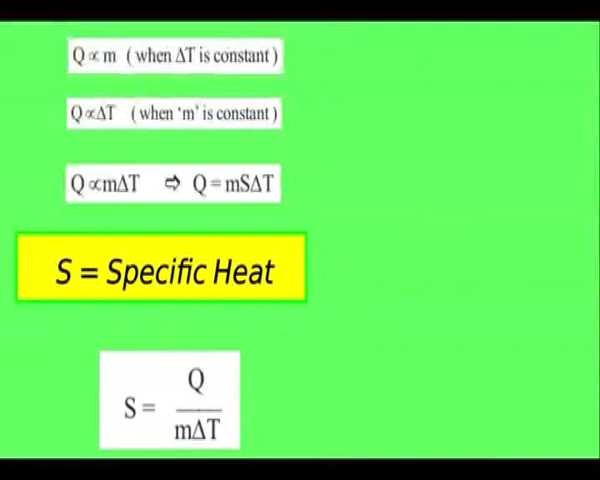 Q ∝ m ( when ΔT is constant )
Q ∝ ΔT ( when ‘m’ is constant )
Q ∝ mΔT ⇨ Q = mSΔT
S = Specific Heat
S = Q / mΔT